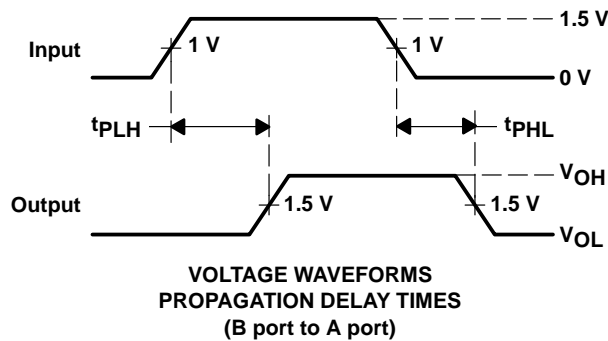 1.5 V
Input
1 V
1 V
0 V
tPLH
tPHL
VOH
Output
1.5 V
1.5 V
VOL
VOLTAGE WAVEFORMS
PROPAGATION DELAY TIMES
(B port to A port)